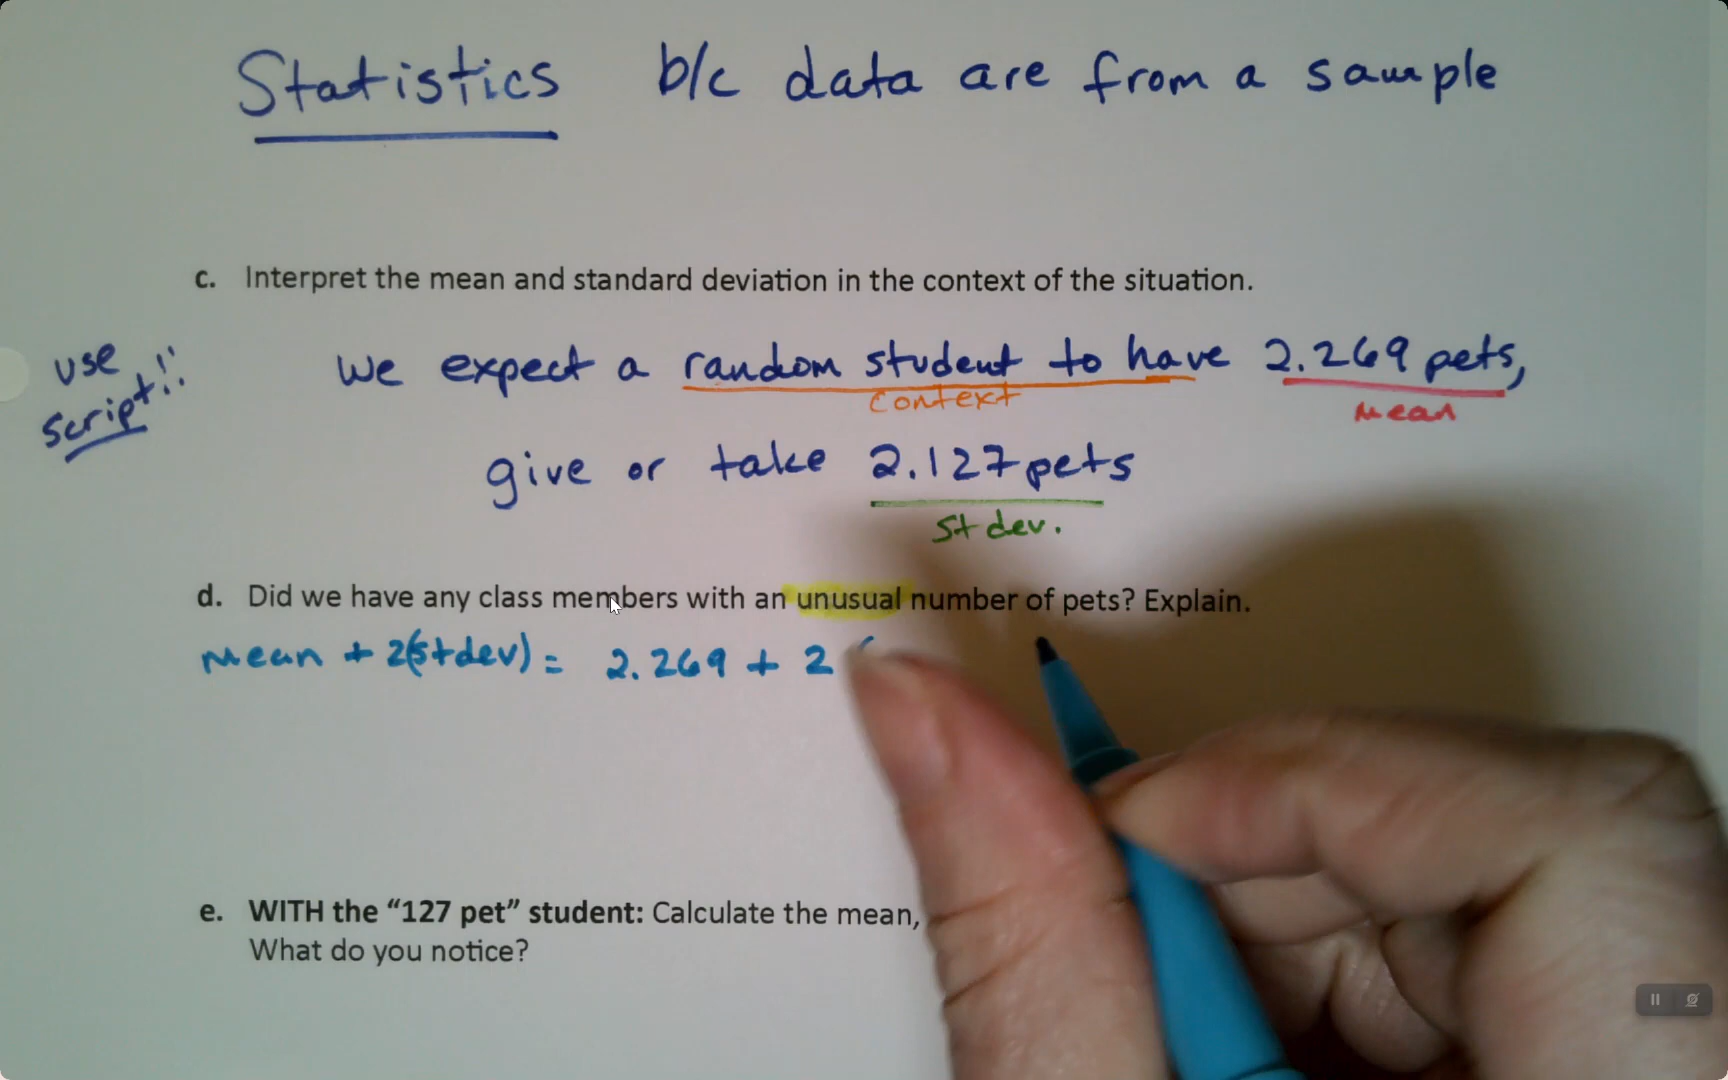 Statistics b/c data are from a sample
c. Interpret the mean and standard deviation in the context of the situation.
use script!!
We expect a random student to have 2.269 pets,
context mean
give or take 2.127 pets
st dev.
d. Did we have any class members with an unusual number of pets? Explain.
mean + 2(stdev) = 2.269 + 2(
e. WITH the “127 pet” student: Calculate the mean,
What do you notice?